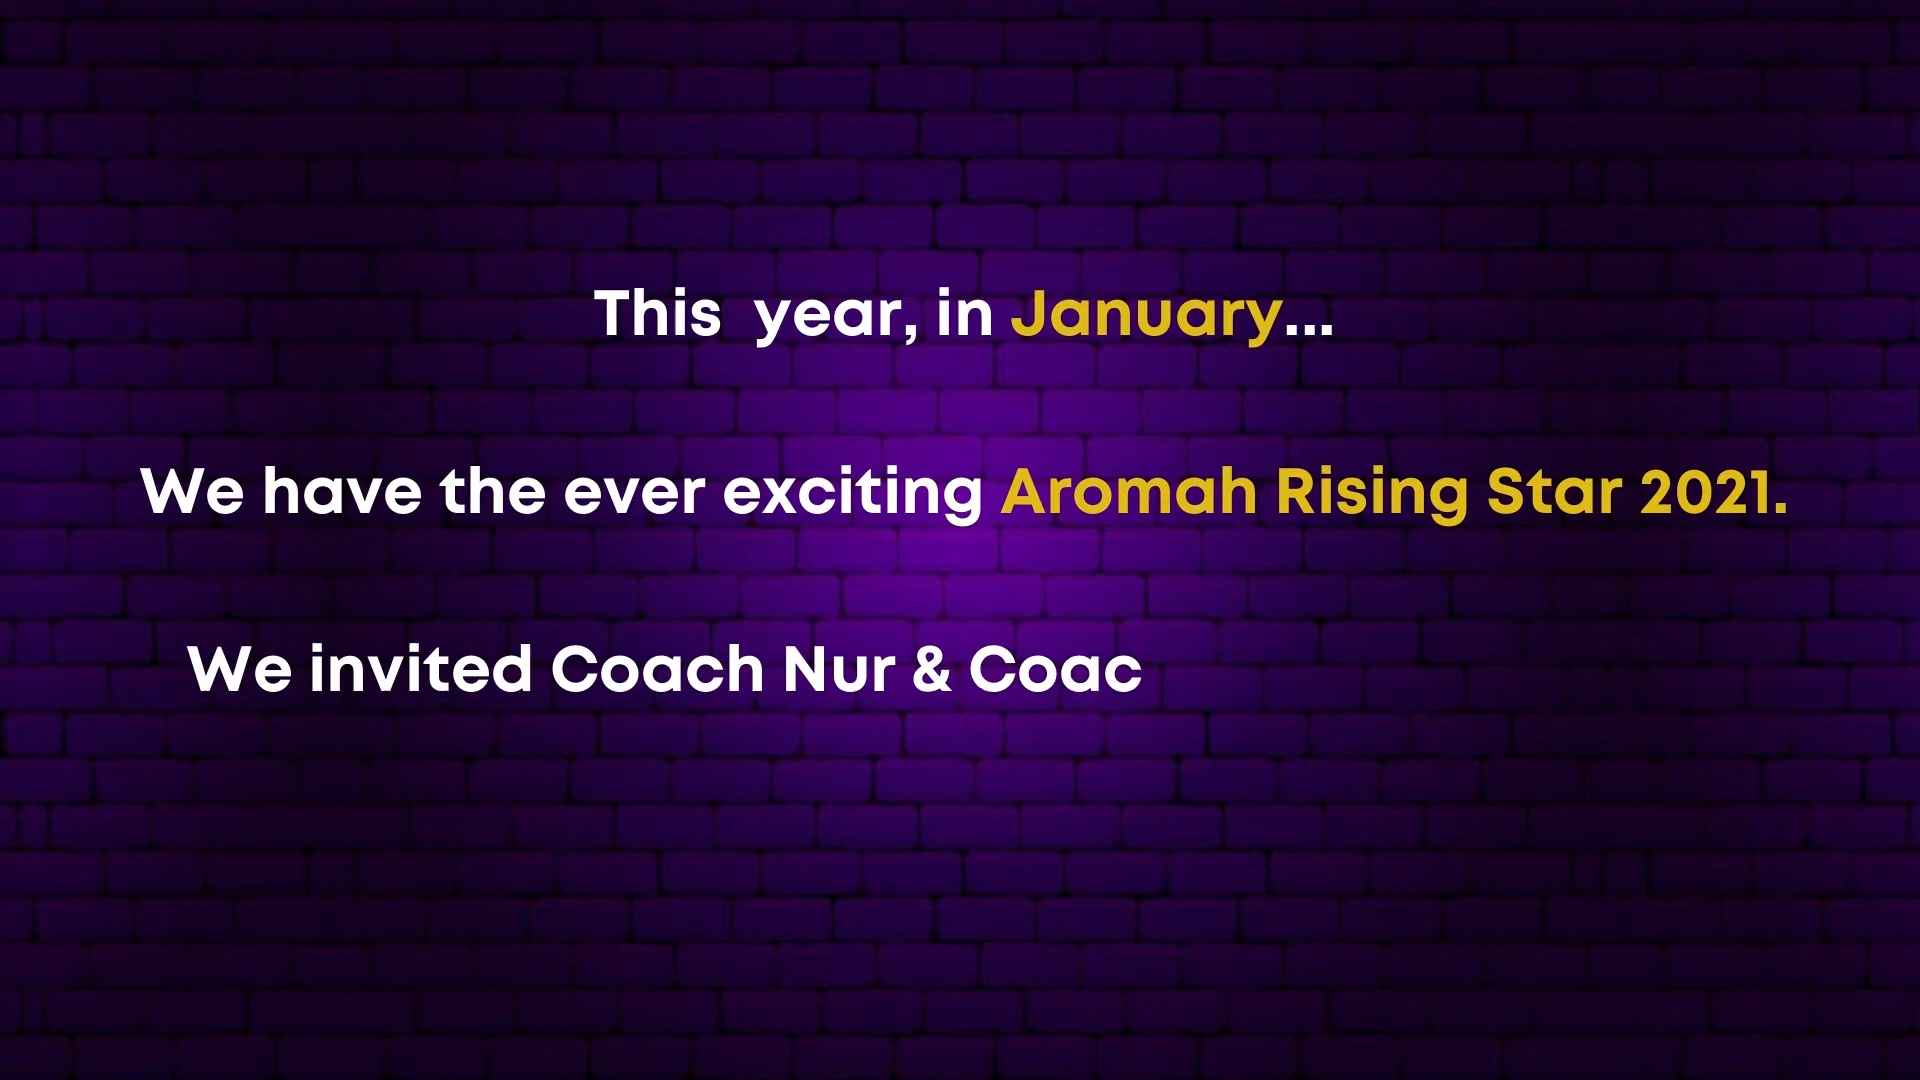 This  year, in January...
We have the ever exciting Aromah Rising Star 2021.
We invited Coach Nur & Coac